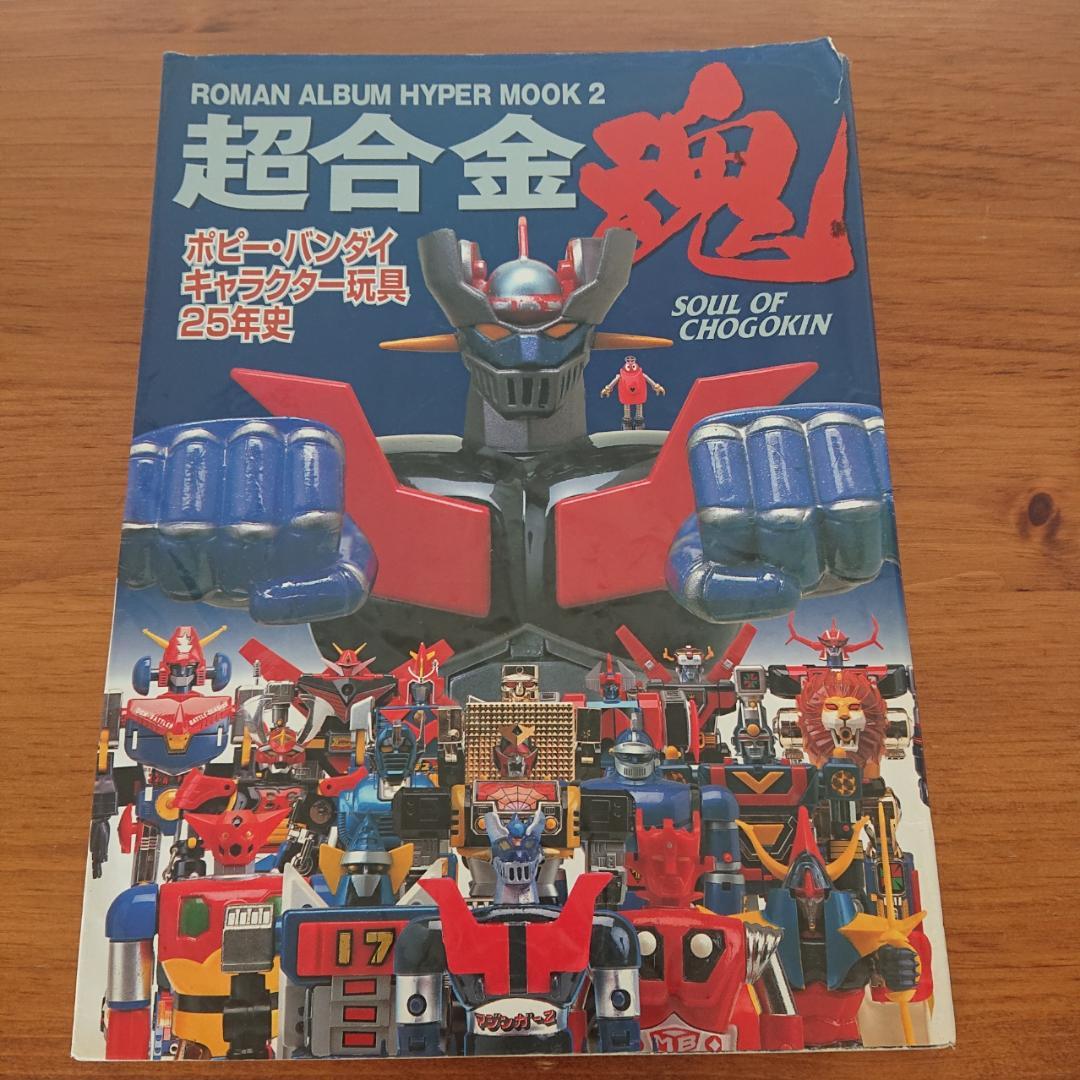 ROMAN ALBUM HYPER MOOK 2
超合金魂
ポピー・バンダイ
キャラクター玩具
25年史
SOUL OF
CHOGOKIN
17
マジンガーZ